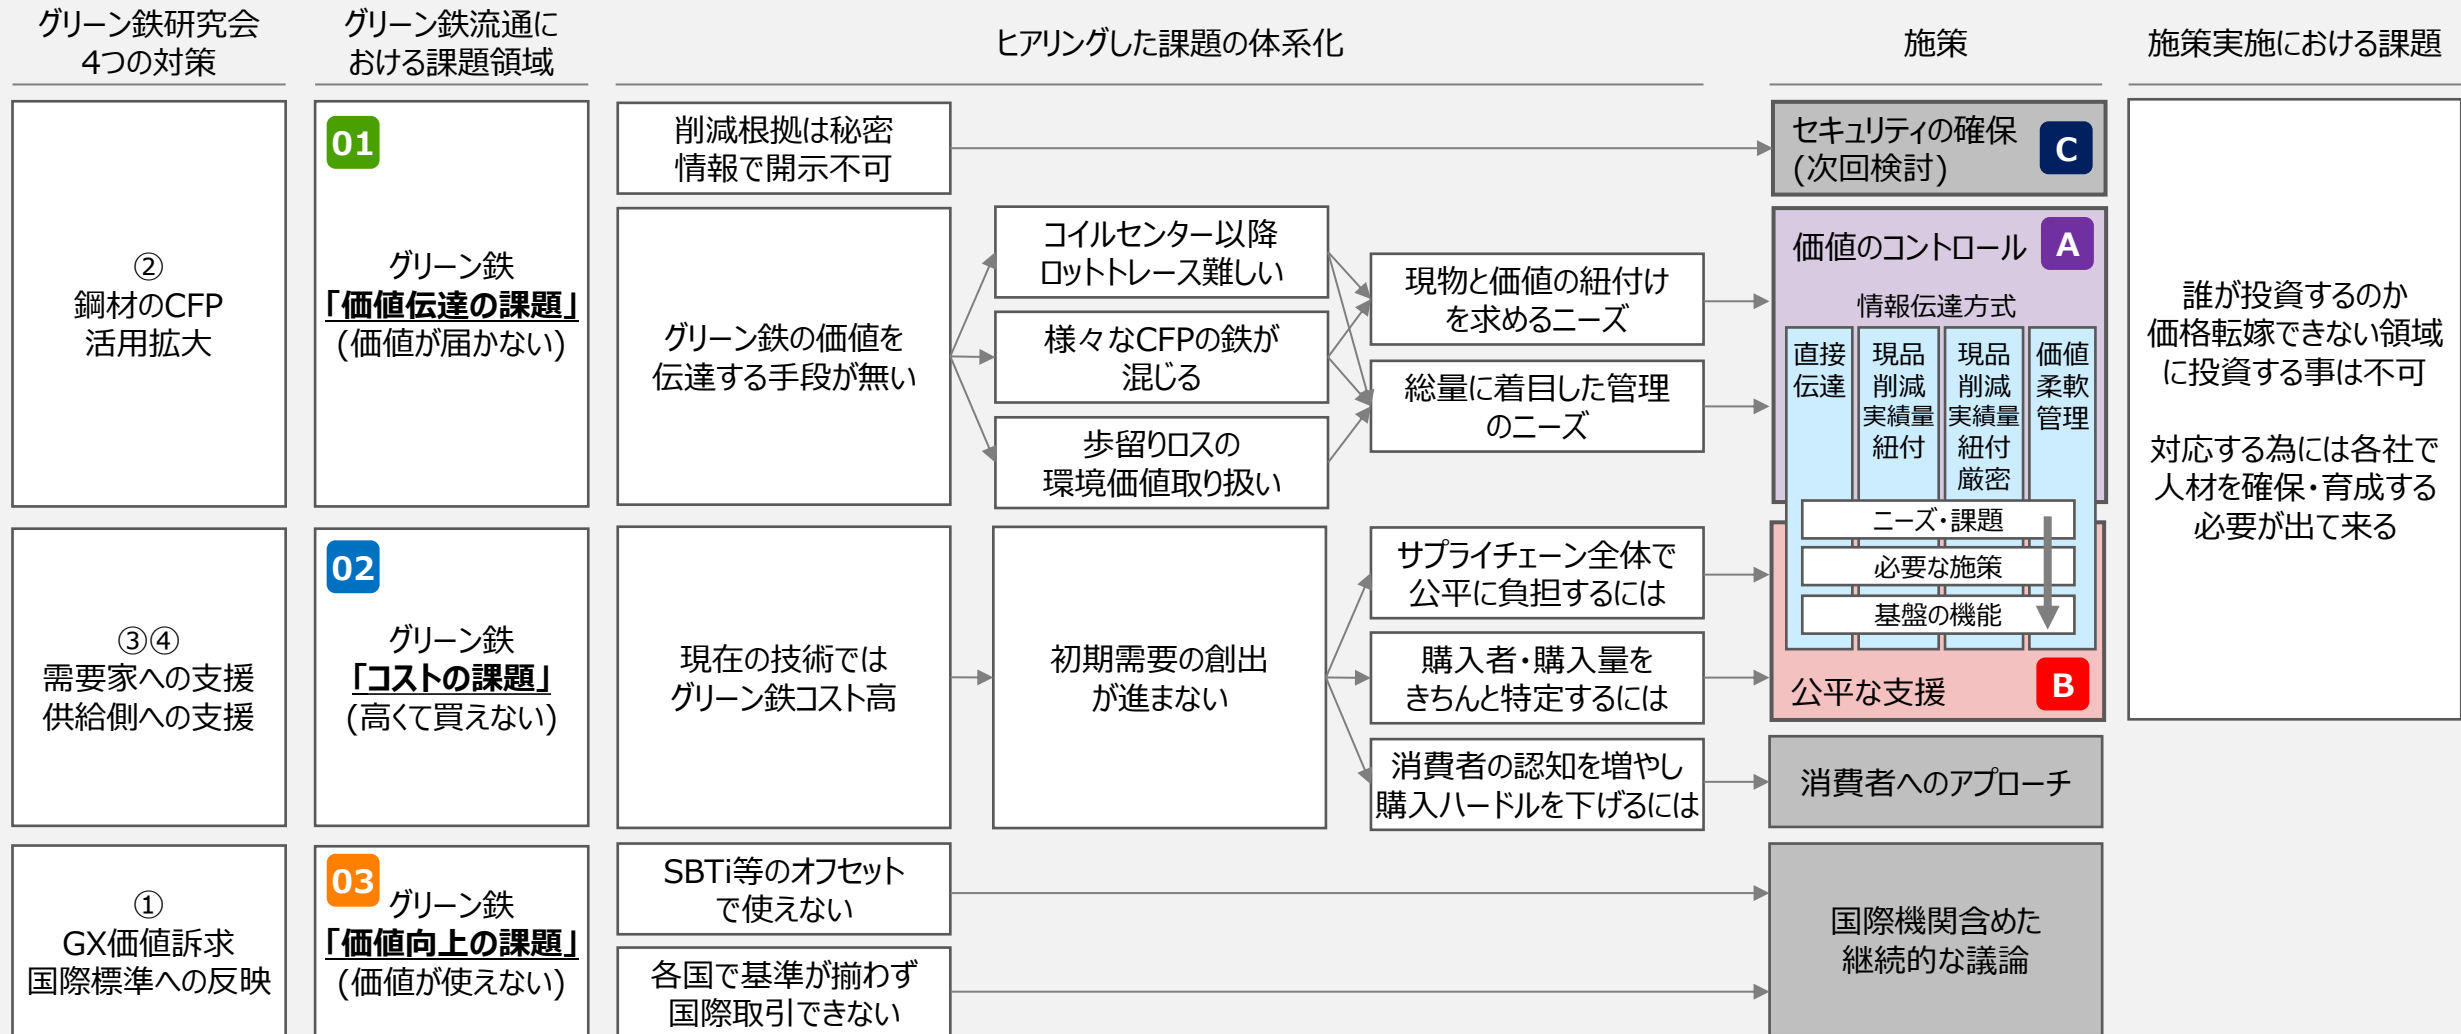 グリーン鉄研究会
4つの対策
グリーン鉄流通に
おける課題領域
ヒアリングした課題の体系化
施策
施策実施における課題
②
鋼材のCFP
活用拡大
01
グリーン鉄
「価値伝達の課題」
(価値が届かない)
削減根拠は秘密
情報で開示不可
グリーン鉄の価値を
伝達する手段が無い
コイルセンター以降
ロットトレース難しい
様々なCFPの鉄が
混じる
歩留りロスの
環境価値取り扱い
現物と価値の紐付け
を求めるニーズ
総量に着目した管理
のニーズ
セキュリティの確保
(次回検討)
C
価値のコントロール
A
情報伝達方式
直接
伝達
現品
削減
実績量
紐付
現品
削減
実績量
紐付
厳密
価値
柔軟
管理
ニーズ・課題
必要な施策
基盤の機能
公平な支援
B
誰が投資するのか
価格転嫁できない領域
に投資する事は不可
対応する為には各社で
人材を確保・育成する
必要が出て来る
③④
需要家への支援
供給側への支援
02
グリーン鉄
「コストの課題」
(高くて買えない)
現在の技術では
グリーン鉄コスト高
初期需要の創出
が進まない
サプライチェーン全体で
公平に負担するには
購入者・購入量を
きちんと特定するには
消費者の認知を増やし
購入ハードルを下げるには
消費者へのアプローチ
①
GX価値訴求
国際標準への反映
03
グリーン鉄
「価値向上の課題」
(価値が使えない)
SBTi等のオフセット
で使えない
各国で基準が揃わず
国際取引できない
国際機関含めた
継続的な議論